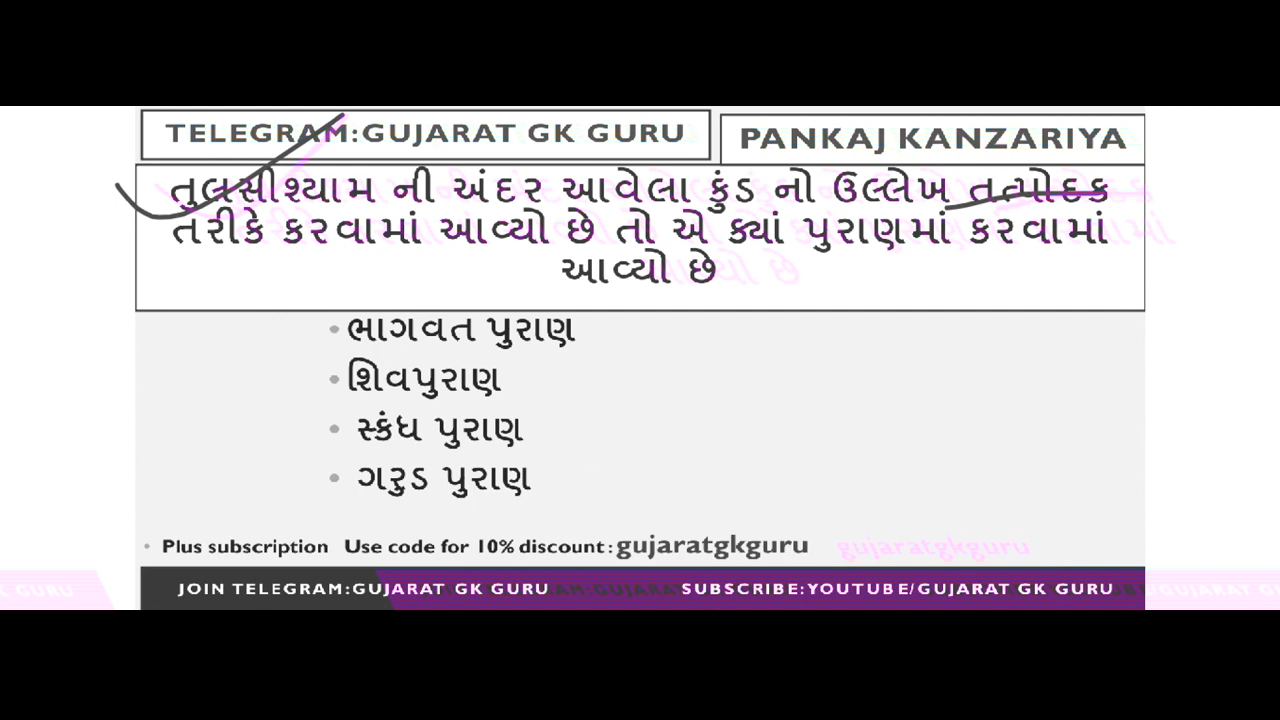 TELEGRAM:GUJARAT GK GURU
PANKAJ KANZARIYA
તુલસીશ્યામ ની અંદર આવેલા કુંડ નો ઉલ્લેખ તત્પોદક
તરીકે કરવામાં આવ્યો છે તો એ ક્યાં પુરાણમાં કરવામાં
આવ્યો છે
• ભાગવત પુરાણ
• શિવપુરાણ
• સ્કંધ પુરાણ
• ગરુડ પુરાણ
• Plus subscription Use code for 10% discount : gujaratgkguru
JOIN TELEGRAM:GUJARAT GK GURU SUBSCRIBE:YOUTUBE/GUJARAT GK GURU